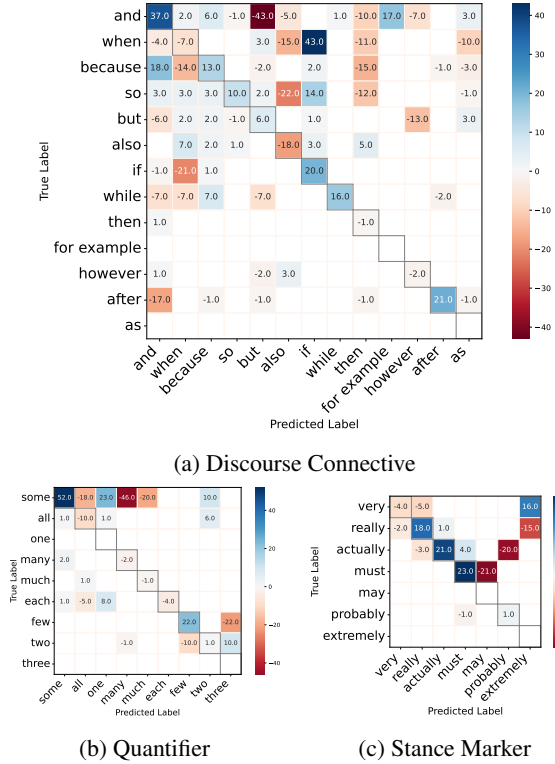 and 37.0 2.0 6.0 -1.0 -43.0 -5.0 1.0 -10.0 17.0 -7.0 3.0
when -4.0 -7.0 3.0 -15.0 43.0 -11.0 -10.0
because 18.0 -14.0 13.0 -2.0 2.0 -15.0 -1.0 -3.0
so 3.0 3.0 3.0 10.0 2.0 -22.0 14.0 -12.0 -1.0
but -6.0 2.0 2.0 -1.0 6.0 1.0 -13.0 3.0
also 7.0 2.0 1.0 -18.0 3.0 5.0
if -1.0 -21.0 1.0 20.0
while -7.0 -7.0 7.0 -7.0 16.0 -2.0
then 1.0 -1.0
for example
however 1.0 -2.0 3.0 -2.0
after -17.0 -1.0 -1.0 -1.0 21.0 -1.0
as
True Label
and when because so but also if while then for example however after as
Predicted Label
40
30
20
10
0
-10
-20
-30
-40
(a) Discourse Connective
some 52.0 -18.0 23.0 -46.0 -20.0 10.0
all 1.0 -10.0 1.0 6.0
one
many 2.0 -2.0
much 1.0 -1.0
each 1.0 -5.0 8.0 -4.0
few 22.0 -22.0
two -1.0 -10.0 1.0 10.0
three
True Label
some all one many much each few two three
Predicted Label
40
20
0
-20
-40
(b) Quantifier
very -4.0 -5.0 16.0
really -2.0 18.0 1.0 -15.0
actually -3.0 21.0 4.0 -20.0
must 23.0 -21.0
may
probably -1.0 1.0
extremely
True Label
very really actually must may probably extremely
Predicted Label
(c) Stance Marker